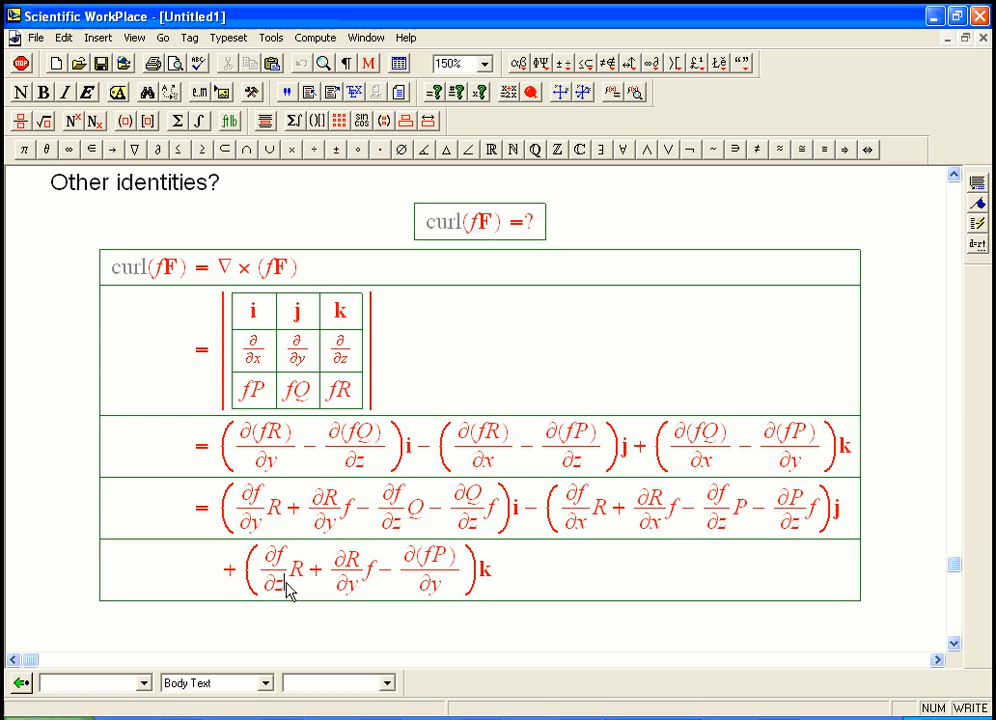 Scientific WorkPlace - [Untitled1]
File Edit Insert View Go Tag Typeset Tools Compute Window Help
150%
N B I E
π θ ∞ ∈ → ∇ ∂ ≤ ≥ ⊂ ∩ ∪ × ÷ ± ∘ · ∅ ∡ △ ∠ ℝ ℕ ℚ ℤ ℂ ∃ ∀ ∧ ∨ ¬ ~ ∋ ≠ ≈ ≅ ≡ ⇒ ⇔
Other identities?
curl(fF) =?
curl(fF) = ∇ × (fF)
= | i j k |
∂/∂x ∂/∂y ∂/∂z
fP fQ fR
= (∂(fR)/∂y − ∂(fQ)/∂z)i − (∂(fR)/∂x − ∂(fP)/∂z)j + (∂(fQ)/∂x − ∂(fP)/∂y)k
= (∂f/∂y R + ∂R/∂y f − ∂f/∂z Q − ∂Q/∂z f)i − (∂f/∂x R + ∂R/∂x f − ∂f/∂z P − ∂P/∂z f)j
+ (∂f/∂z R + ∂R/∂y f − ∂(fP)/∂y)k
Body Text
NUM WRITE